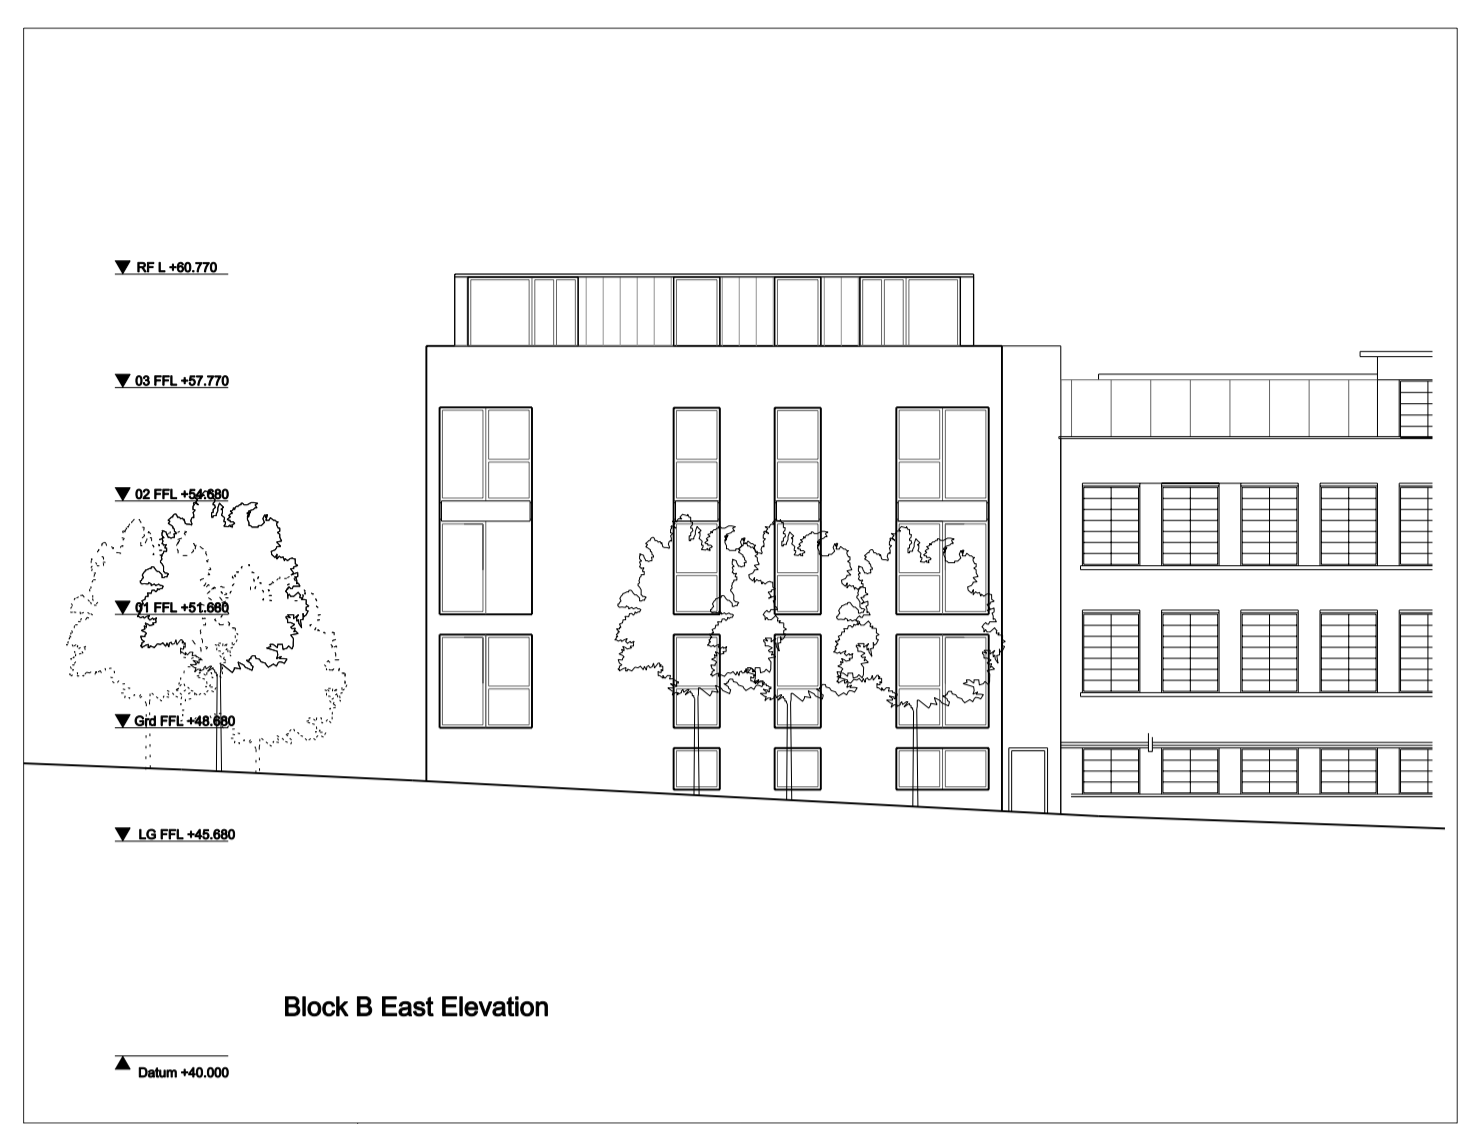 RF L +60.770
03 FFL +57.770
02 FFL +54.680
01 FFL +51.680
Grd FFL +48.680
LG FFL +45.680
Block B East Elevation
Datum +40.000